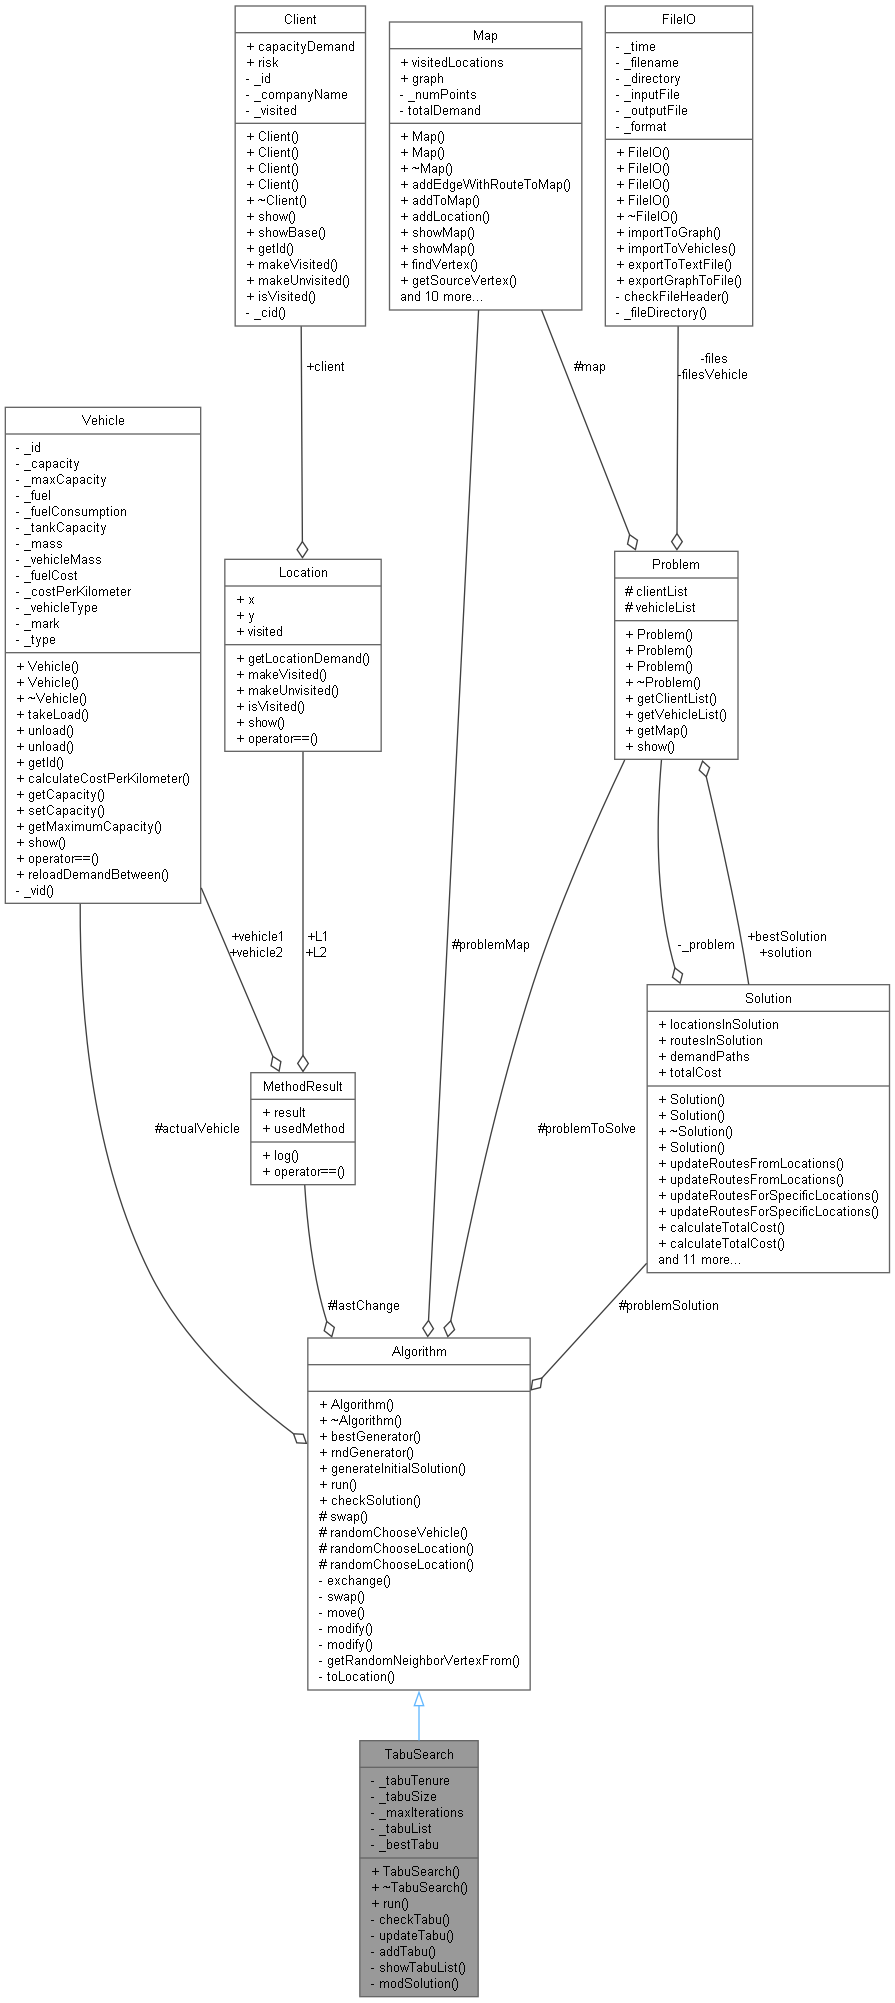 Client
+ capacityDemand
+ risk
- _id
- _companyName
- _visited
+ Client()
+ Client()
+ Client()
+ Client()
+ ~Client()
+ show()
+ showBase()
+ getId()
+ makeVisited()
+ makeUnvisited()
+ isVisited()
- _cid()
Map
+ visitedLocations
+ graph
- _numPoints
- totalDemand
+ Map()
+ Map()
+ ~Map()
+ addEdgeWithRouteToMap()
+ addToMap()
+ addLocation()
+ showMap()
+ showMap()
+ findVertex()
+ getSourceVertex()
and 10 more...
FileIO
- _time
- _filename
- _directory
- _inputFile
- _outputFile
- _format
+ FileIO()
+ FileIO()
+ FileIO()
+ FileIO()
+ ~FileIO()
+ importToGraph()
+ importToVehicles()
+ exportToTextFile()
+ exportGraphToFile()
- checkFileHeader()
- _fileDirectory()
+client
#map
-files
-filesVehicle
Vehicle
- _id
- _capacity
- _maxCapacity
- _fuel
- _fuelConsumption
- _tankCapacity
- _mass
- _vehicleMass
- _fuelCost
- _costPerKilometer
- _vehicleType
- _mark
- _type
+ Vehicle()
+ Vehicle()
+ ~Vehicle()
+ takeLoad()
+ unload()
+ unload()
+ getId()
+ calculateCostPerKilometer()
+ getCapacity()
+ setCapacity()
+ getMaximumCapacity()
+ show()
+ operator==()
+ reloadDemandBetween()
- _vid()
Location
+ x
+ y
+ visited
+ getLocationDemand()
+ makeVisited()
+ makeUnvisited()
+ isVisited()
+ show()
+ operator==()
Problem
# clientList
# vehicleList
+ Problem()
+ Problem()
+ Problem()
+ ~Problem()
+ getClientList()
+ getVehicleList()
+ getMap()
+ show()
+vehicle1
+vehicle2
+L1
+L2
#problemMap
-_problem
+bestSolution
+solution
Solution
+ locationsInSolution
+ routesInSolution
+ demandPaths
+ totalCost
+ Solution()
+ Solution()
+ ~Solution()
+ Solution()
+ updateRoutesFromLocations()
+ updateRoutesFromLocations()
+ updateRoutesForSpecificLocations()
+ updateRoutesForSpecificLocations()
+ calculateTotalCost()
+ calculateTotalCost()
and 11 more...
MethodResult
+ result
+ usedMethod
+ log()
+ operator==()
#actualVehicle
#problemToSolve
#lastChange
#problemSolution
Algorithm
+ Algorithm()
+ ~Algorithm()
+ bestGenerator()
+ rndGenerator()
+ generateInitialSolution()
+ run()
+ checkSolution()
# swap()
# randomChooseVehicle()
# randomChooseLocation()
# randomChooseLocation()
- exchange()
- swap()
- move()
- modify()
- modify()
- getRandomNeighborVertexFrom()
- toLocation()
TabuSearch
- _tabuTenure
- _tabuSize
- _maxIterations
- _tabuList
- _bestTabu
+ TabuSearch()
+ ~TabuSearch()
+ run()
- checkTabu()
- updateTabu()
- addTabu()
- showTabuList()
- modSolution()